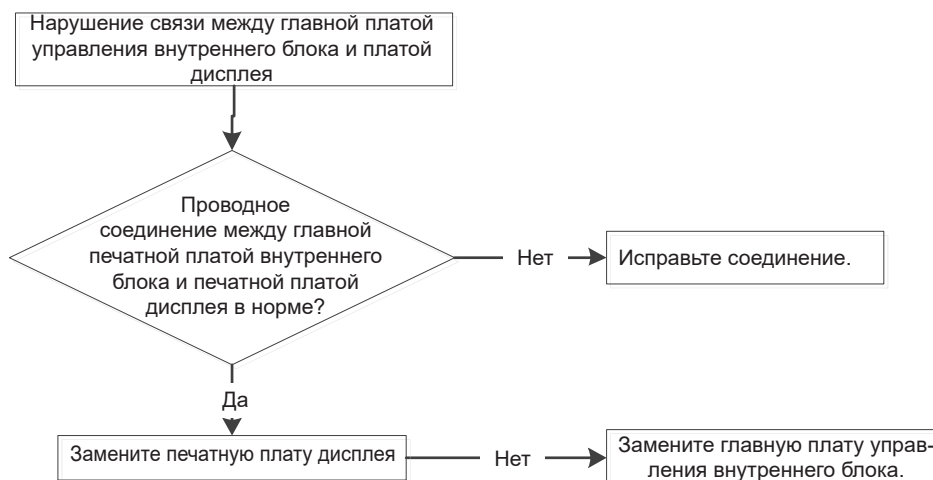 Нарушение связи между главной платой
управления внутреннего блока и платой
дисплея
Проводное
соединение между главной
печатной платой внутреннего
блока и печатной платой
дисплея в норме?
Нет
Исправьте соединение.
Да
Замените печатную плату дисплея
Нет
Замените главную плату управ-
ления внутреннего блока.